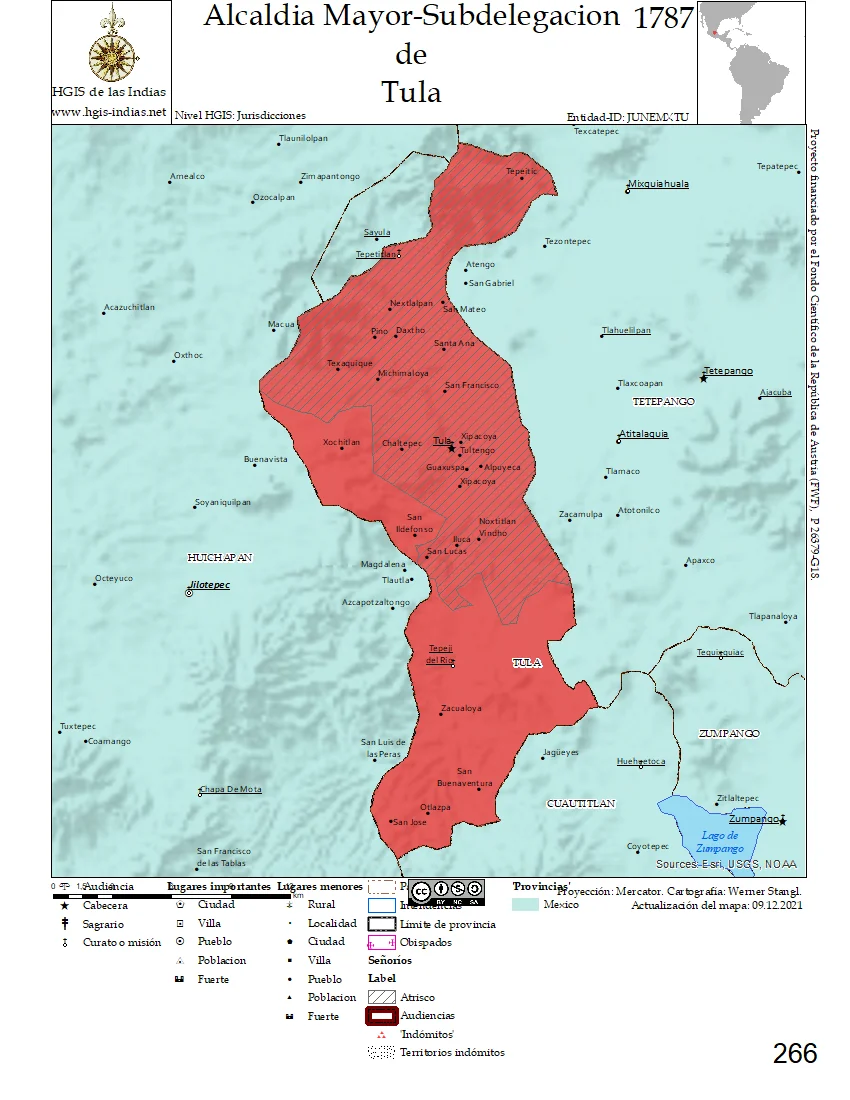 Alcaldia Mayor-Subdelegacion 1787
de
Tula
HGIS de las Indias
www.hgis-indias.net
Nivel HGIS: Jurisdicciones
Entidad-ID: JUNEMXTU
Proyecto financiado por el Fondo Científico de la República de Austria (FWF), P 26379-G18.
Tlaunilolpan
Texcatepec
Tepatepec
Amealco
Zimapantongo
Tepeitic
Mixquiahuala
Ozocalpan
Sayula
Tepetitlan
Tezontepec
Atengo
San Gabriel
Acazuchitlan
Nextlalpan
San Mateo
Macua
Pino
Daxtho
Tlahuelilpan
Santa Ana
Oxthoc
Texaquique
Michimaloya
San Francisco
Tetepango
Tlaxcoapan
Ajacuba
TETEPANGO
Xochitlan
Chaltepec
Tula
Xipacoya
Tultengo
Atitalaquia
Buenavista
Guaxuspa
Alpuyeca
Xipacoya
Tlamaco
Soyaniquilpan
San
Ildefonso
Noxtitlan
Vindho
Zacamulpa
Atotonilco
Iluca
San Lucas
HUICHAPAN
Magdalena
Apaxco
Octeyuco
Jilotepec
Tlautla
Azcapotzaltongo
Tlapanaloya
Tepeji
del Rio
TULA
Tequixquiac
Zacualoya
Tuxtepec
Coamango
San Luis de
las Peras
Jagüeyes
ZUMPANGO
Huehuetoca
San
Buenaventura
Chapa De Mota
Otlazpa
San Jose
CUAUTITLAN
Zitlaltepec
Zumpango
Lago de
Zumpango
San Francisco
de las Tablas
Coyotepec
Sources: Esri, USGS, NOAA
0
km
Audiencia
Cabecera
Sagrario
Curato o misión
Lugares importantes
Ciudad
Villa
Pueblo
Poblacion
Fuerte
Lugares menores
Rural
Localidad
Ciudad
Villa
Pueblo
Poblacion
Fuerte
CC BY NC SA
Intendencias
Límite de provincia
Obispados
Señoríos
Label
Atrisco
Audiencias
'Indómitos'
Territorios indómitos
'Provincias'
Mexico
Proyección: Mercator. Cartografía: Werner Stangl.
Actualización del mapa: 09.12.2021
266